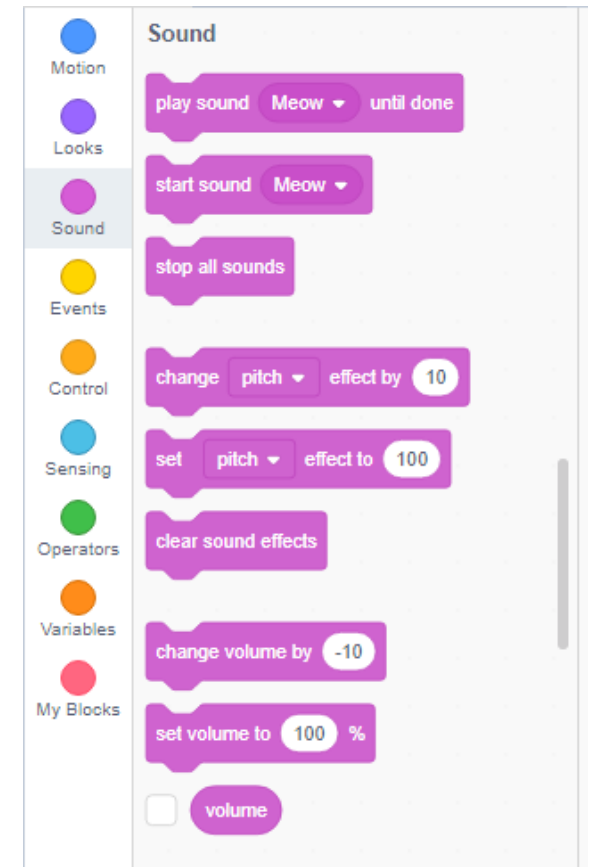 Motion
Looks
Sound
Events
Control
Sensing
Operators
Variables
My Blocks
Sound
play sound Meow until done
start sound Meow
stop all sounds
change pitch effect by 10
set pitch effect to 100
clear sound effects
change volume by -10
set volume to 100 %
volume